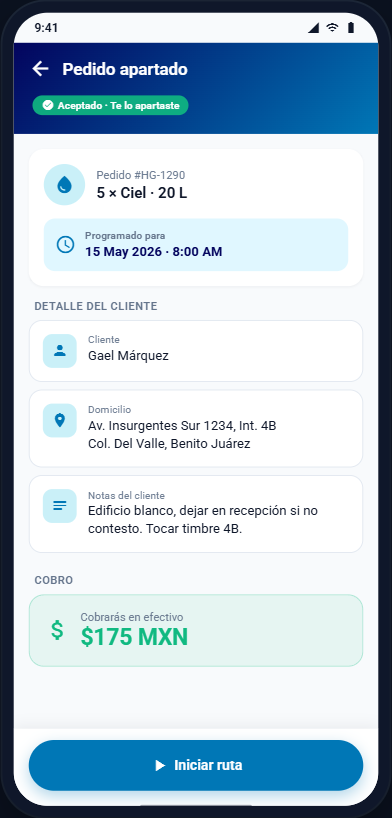 9:41
Pedido apartado
Aceptado · Te lo apartaste
Pedido #HG-1290
5 × Ciel · 20 L
Programado para
15 May 2026 · 8:00 AM
DETALLE DEL CLIENTE
Cliente
Gael Márquez
Domicilio
Av. Insurgentes Sur 1234, Int. 4B
Col. Del Valle, Benito Juárez
Notas del cliente
Edificio blanco, dejar en recepción si no
contesto. Tocar timbre 4B.
COBRO
$
Cobrarás en efectivo
$175 MXN
Iniciar ruta